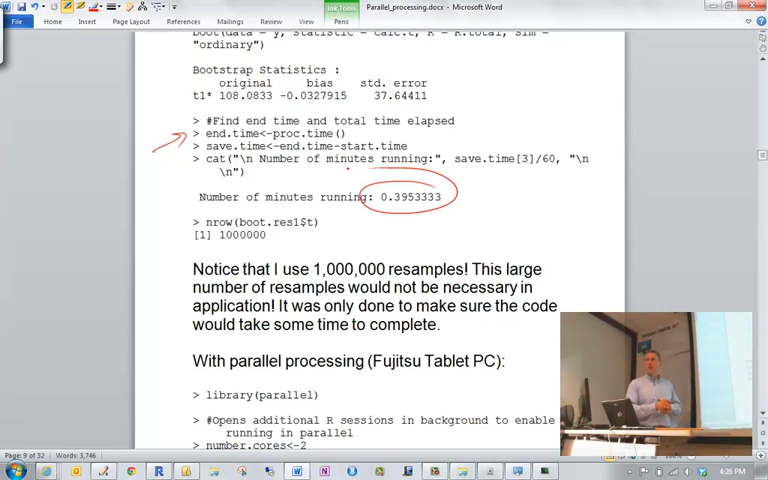 Ink Tools
Parallel_processing.docx - Microsoft Word
File
Home
Insert
Page Layout
References
Mailings
Review
View
Pens
boot(data = y, statistic = calc.t, R = R.total, sim =
"ordinary")
Bootstrap Statistics :
original bias std. error
t1* 108.0833 -0.0327915 37.64411
> #Find end time and total time elapsed
> end.time<-proc.time()
> save.time<-end.time-start.time
> cat("\n Number of minutes running:", save.time[3]/60, "\n
\n")
Number of minutes running: 0.3953333
> nrow(boot.res1$t)
[1] 1000000
Notice that I use 1,000,000 resamples! This large
number of resamples would not be necessary in
application! It was only done to make sure the code
would take some time to complete.
With parallel processing (Fujitsu Tablet PC):
> library(parallel)
> #Opens additional R sessions in background to enable
running in parallel
> number.cores<-2
Page: 9 of 32
Words: 3,746
4:26 PM